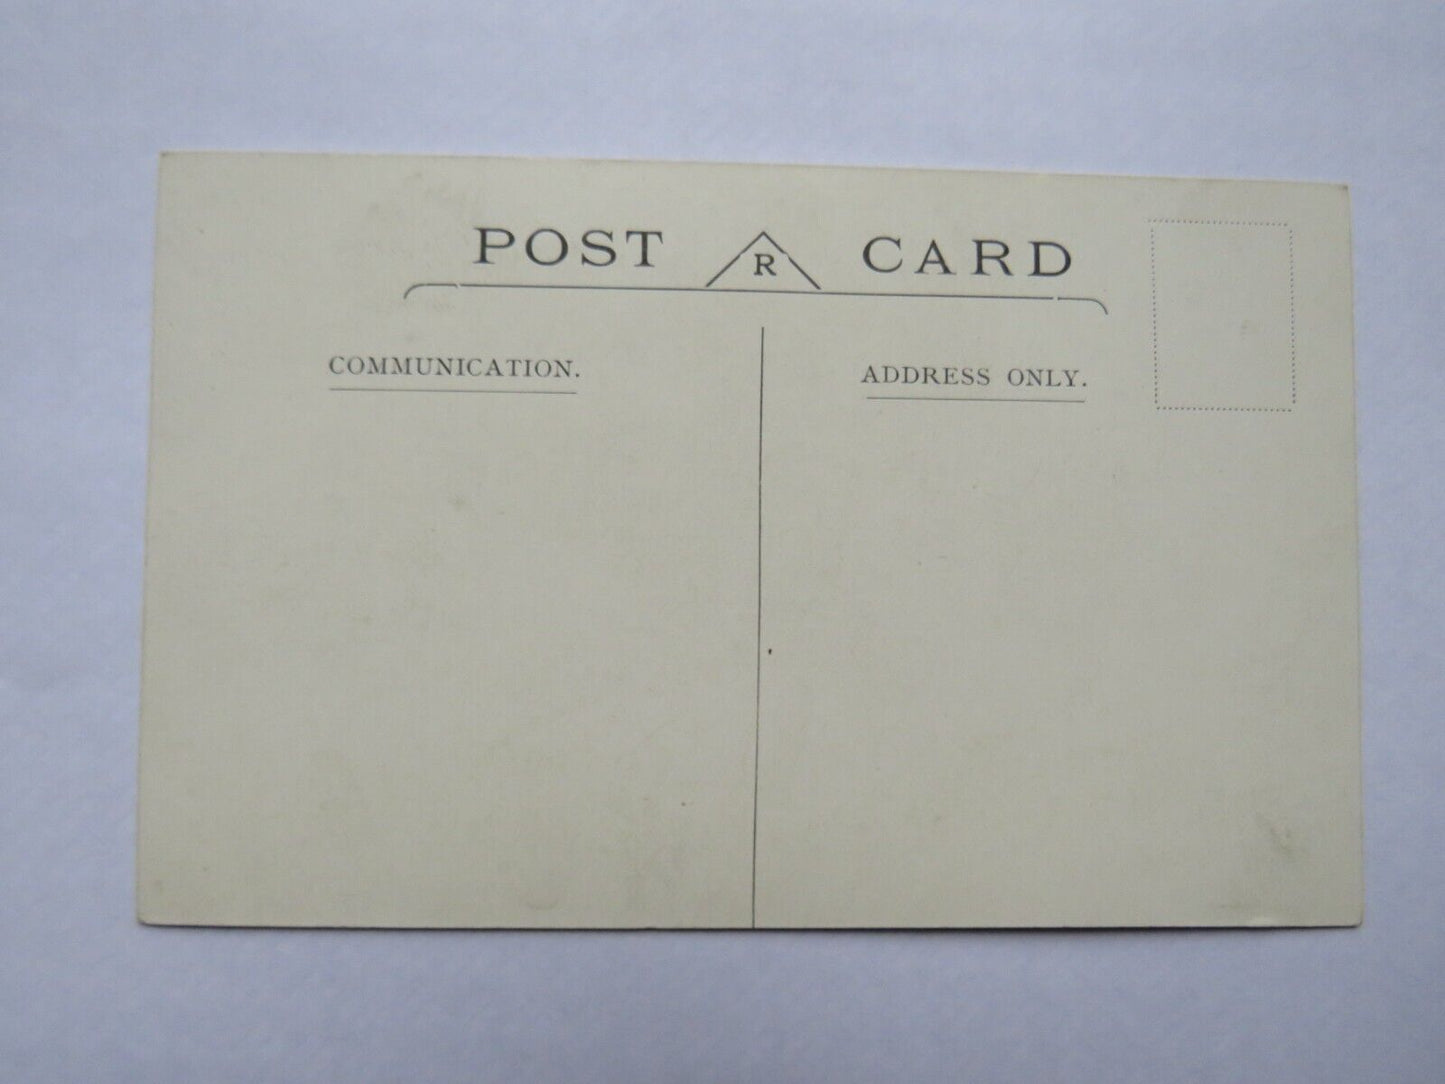 POST R CARD
COMMUNICATION.
ADDRESS ONLY.